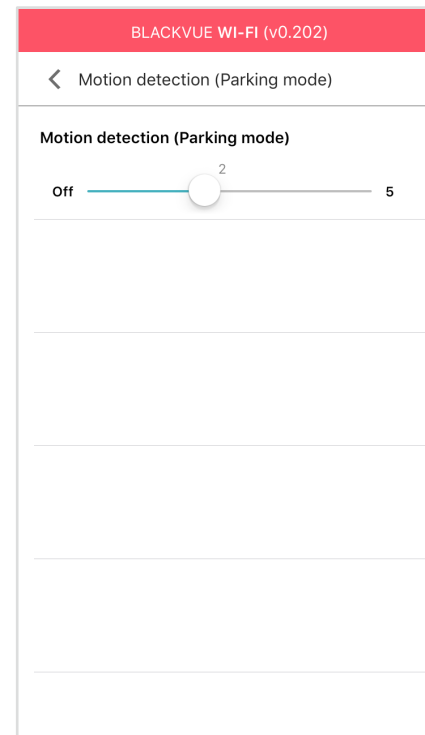 BLACKVUE WI-FI (v0.202)
Motion detection (Parking mode)
Motion detection (Parking mode)
2
Off 5